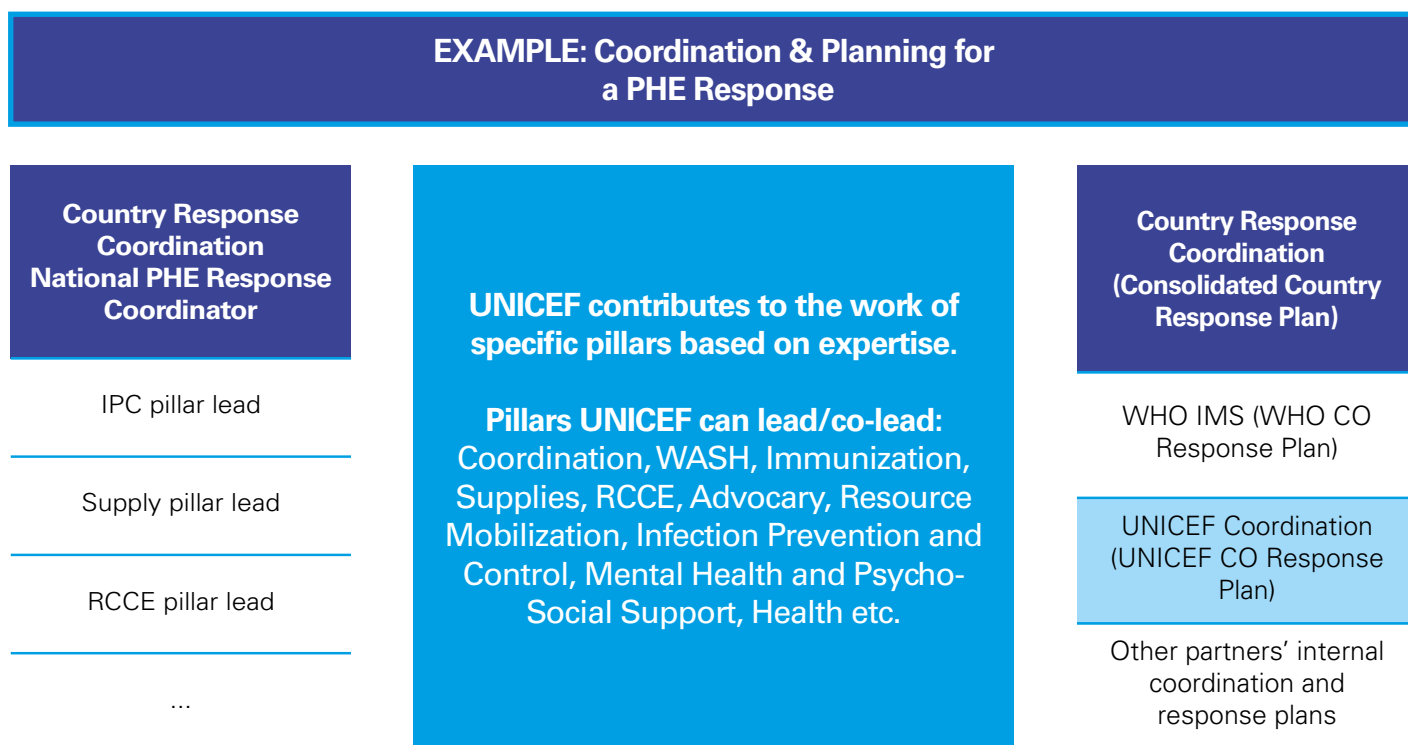 EXAMPLE: Coordination & Planning for
a PHE Response
Country Response
Coordination
National PHE Response
Coordinator
IPC pillar lead
Supply pillar lead
RCCE pillar lead
...
UNICEF contributes to the work of
specific pillars based on expertise.
Pillars UNICEF can lead/co-lead:
Coordination, WASH, Immunization,
Supplies, RCCE, Advocary, Resource
Mobilization, Infection Prevention and
Control, Mental Health and Psycho-
Social Support, Health etc.
Country Response
Coordination
(Consolidated Country
Response Plan)
WHO IMS (WHO CO
Response Plan)
UNICEF Coordination
(UNICEF CO Response
Plan)
Other partners’ internal
coordination and
response plans